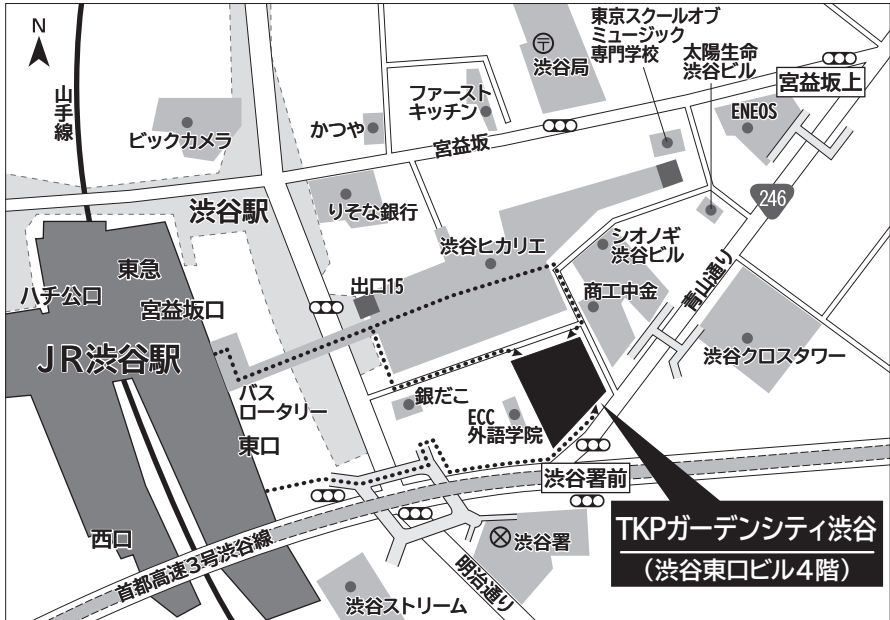 N
山手線
ビックカメラ
かつや
ファースト
キッチン
渋谷局
東京スクールオブ
ミュージック
専門学校
太陽生命
渋谷ビル
宮益坂上
ENEOS
宮益坂
渋谷駅
りそな銀行
246
渋谷ヒカリエ
シオノギ
渋谷ビル
東急
ハチ公口
宮益坂口
出口15
商工中金
青山通り
JR渋谷駅
渋谷クロスタワー
バス
ロータリー
銀だこ
ECC
外語学院
東口
渋谷署前
TKPガーデンシティ渋谷
(渋谷東口ビル4階)
西口
首都高速3号渋谷線
渋谷署
明治通り
渋谷ストリーム